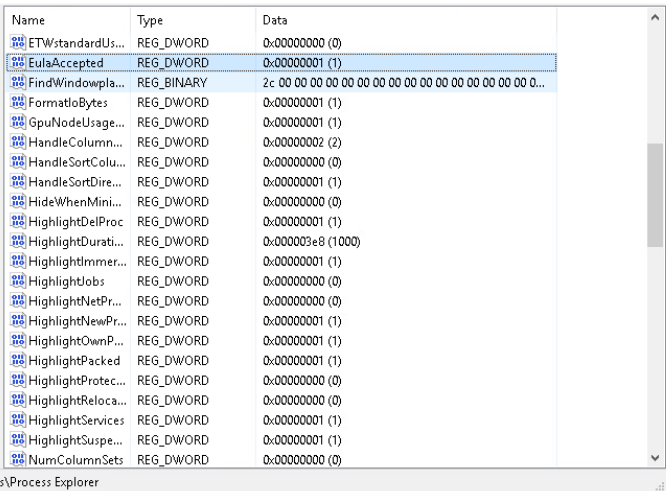 Name Type Data
ETWstandardUs... REG_DWORD 0x00000000 (0)
EulaAccepted REG_DWORD 0x00000001 (1)
FindWindowpla... REG_BINARY 2c 00 00 00 00 00 00 00 00 00 00 00 00 00 00 00 00 0...
FormatIoBytes REG_DWORD 0x00000001 (1)
GpuNodeUsage... REG_DWORD 0x00000001 (1)
HandleColumn... REG_DWORD 0x00000002 (2)
HandleSortColu... REG_DWORD 0x00000000 (0)
HandleSortDire... REG_DWORD 0x00000001 (1)
HideWhenMini... REG_DWORD 0x00000000 (0)
HighlightDelProc REG_DWORD 0x00000001 (1)
HighlightDurati... REG_DWORD 0x000003e8 (1000)
HighlightImmer... REG_DWORD 0x00000001 (1)
HighlightJobs REG_DWORD 0x00000000 (0)
HighlightNetPr... REG_DWORD 0x00000000 (0)
HighlightNewPr... REG_DWORD 0x00000001 (1)
HighlightOwnP... REG_DWORD 0x00000001 (1)
HighlightPacked REG_DWORD 0x00000001 (1)
HighlightProtec... REG_DWORD 0x00000000 (0)
HighlightReloca... REG_DWORD 0x00000000 (0)
HighlightServices REG_DWORD 0x00000001 (1)
HighlightSuspe... REG_DWORD 0x00000001 (1)
NumColumnSets REG_DWORD 0x00000000 (0)
s\Process Explorer